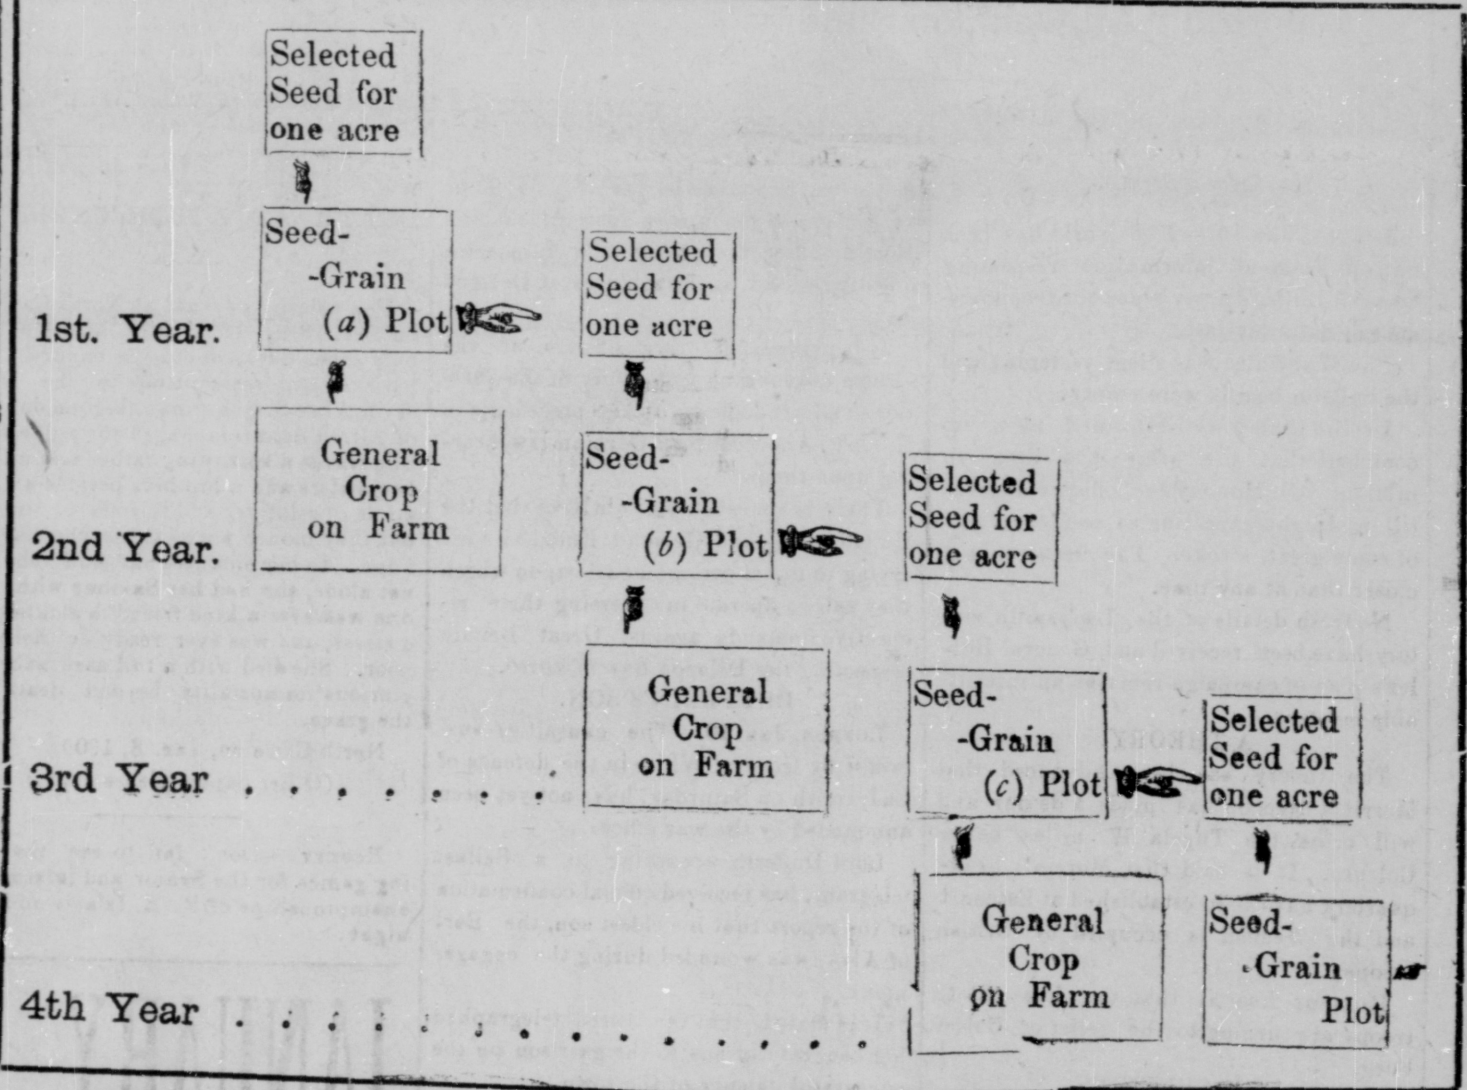 Selected
Seed for
one acre
Seed-
-Grain
(a) Plot
1st. Year.
Selected
Seed for
one acre
General
Crop
on Farm
2nd Year.
Seed-
-Grain
(b) Plot
Selected
Seed for
one acre
3rd Year . . . . . . . .
General
Crop
on Farm
Seed-
-Grain
(c) Plot
Selected
Seed for
one acre
4th Year . . . . . . . . . . . . . . .
General
Crop
on Farm
Seed-
-Grain
Plot